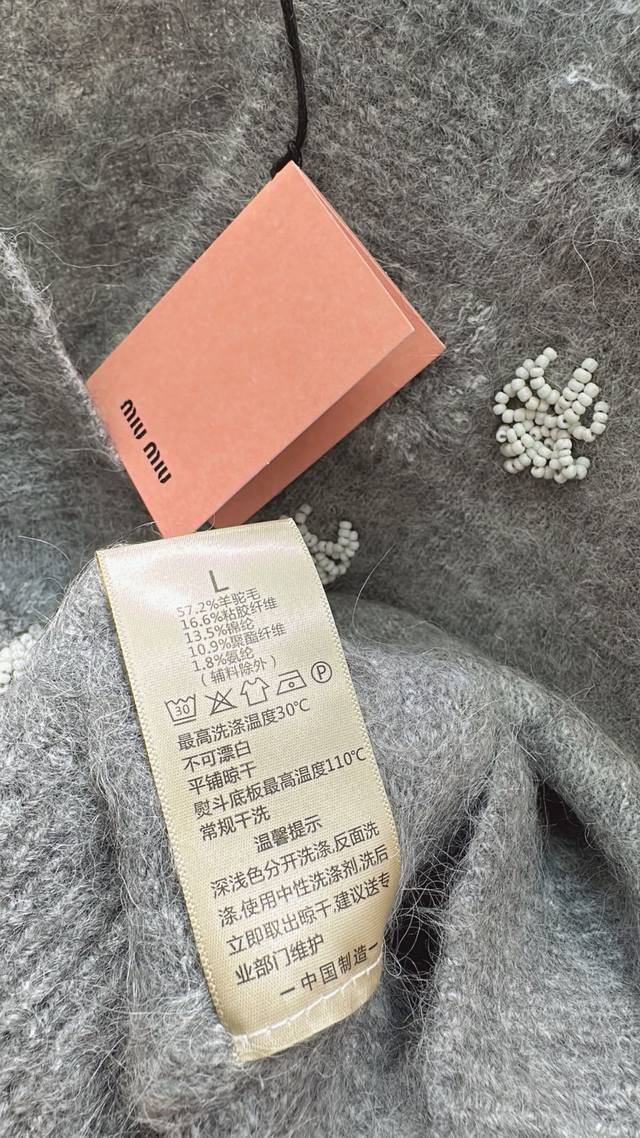 MIU MIU
L
57.2%羊驼毛
16.6%粘胶纤维
13.5%锦纶
10.9%聚酯纤维
1.8%氨纶
(辅料除外)
30 P
最高洗涤温度30℃
不可漂白
平铺晾干
熨斗底板最高温度110℃
常规干洗
温馨提示
深浅色分开洗涤,反面洗
涤,使用中性洗涤剂,洗后
立即取出晾干,建议送专
业部门维护
—中国制造—